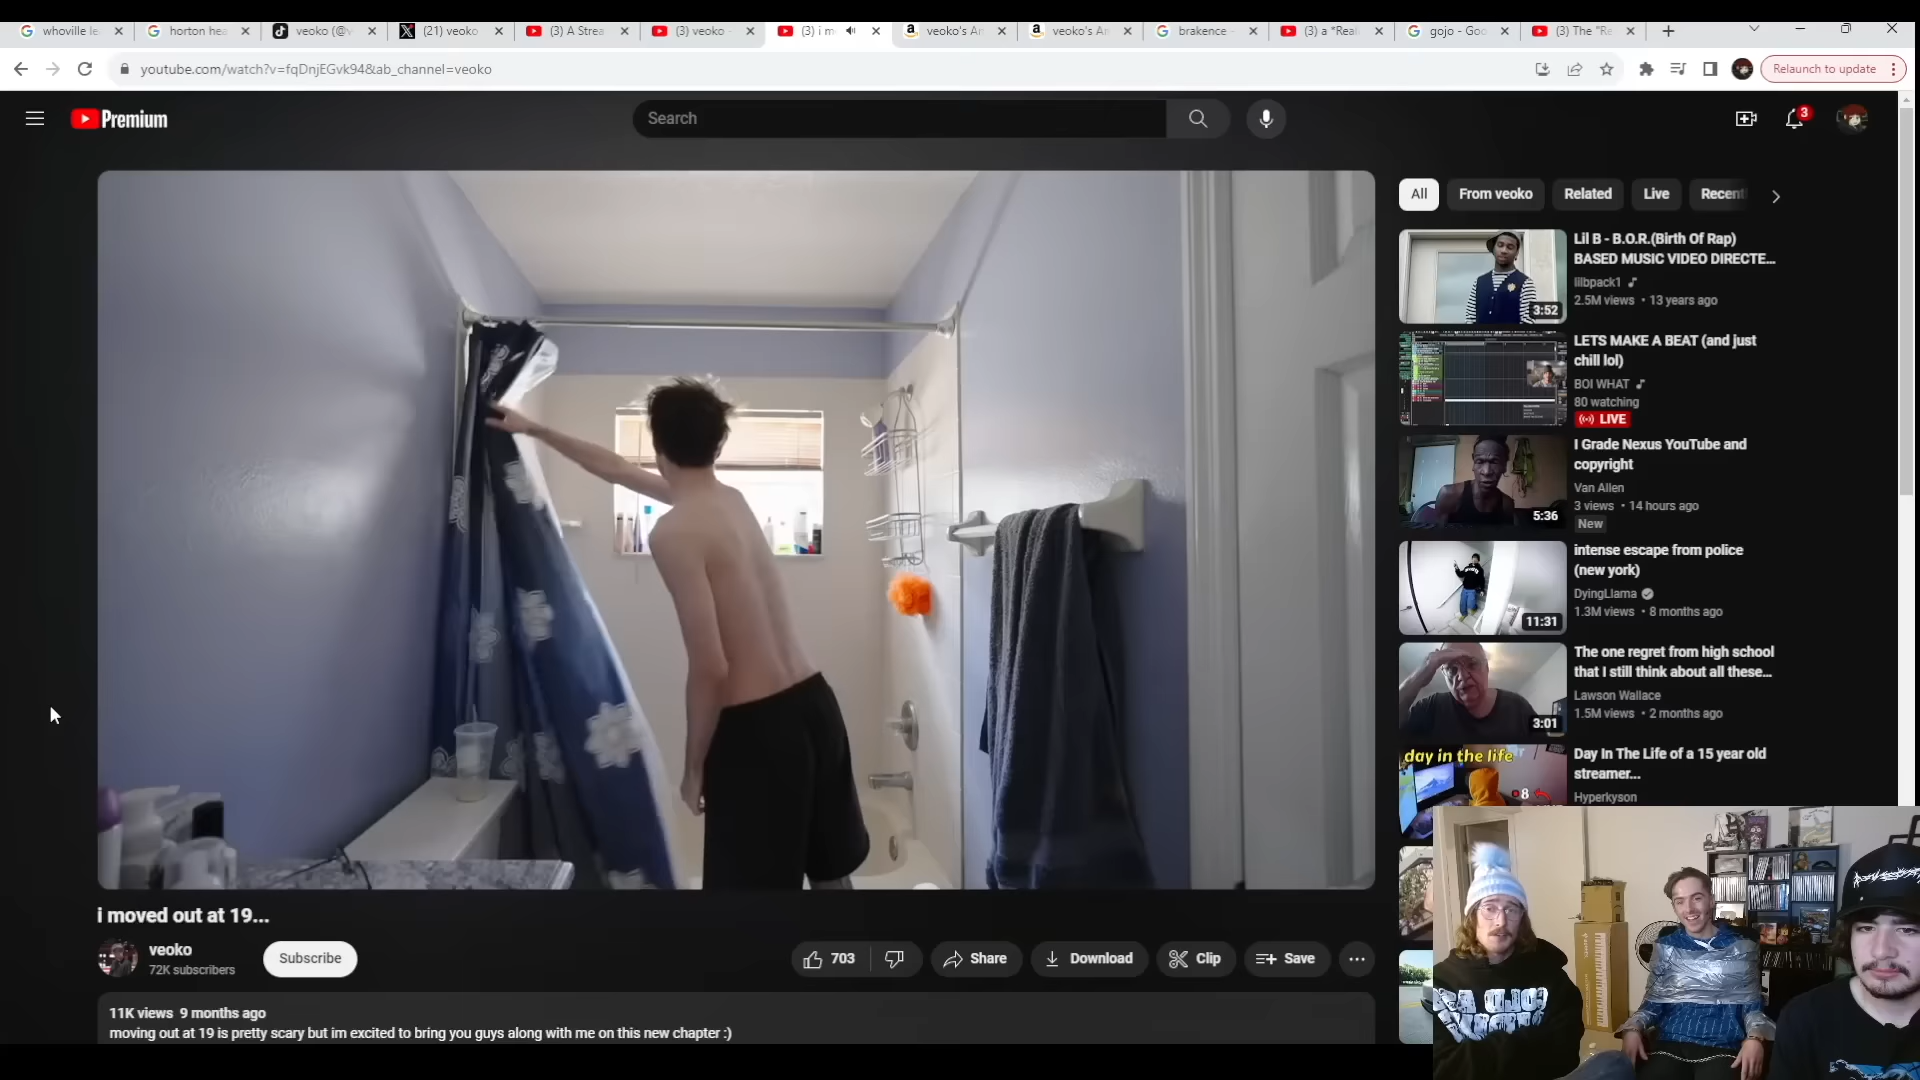 whoville le
horton hea
veoko (@v
(21) veoko
(3) A Strea
(3) veoko -
(3) i m
veoko's An
veoko's An
brakence -
(3) a *Reali
gojo - Goo
(3) The "Re
youtube.com/watch?v=fqDnjEGvk94&ab_channel=veoko
Relaunch to update
Premium
Search
3
All
From veoko
Related
Live
Recent
Lil B - B.O.R.(Birth Of Rap)
BASED MUSIC VIDEO DIRECTE...
lilbpack1
2.5M views • 13 years ago
3:52
LETS MAKE A BEAT (and just
chill lol)
BOI WHAT
80 watching
LIVE
I Grade Nexus YouTube and
copyright
Van Allen
3 views • 14 hours ago
New
5:36
intense escape from police
(new york)
DyingLlama
1.3M views • 8 months ago
11:31
The one regret from high school
that I still think about all these...
Lawson Wallace
1.5M views • 2 months ago
3:01
day in the life
8
Day In The Life of a 15 year old
streamer...
Hyperkyson
i moved out at 19...
veoko
72K subscribers
Subscribe
703
Share
Download
Clip
Save
11K views 9 months ago
moving out at 19 is pretty scary but im excited to bring you guys along with me on this new chapter :)